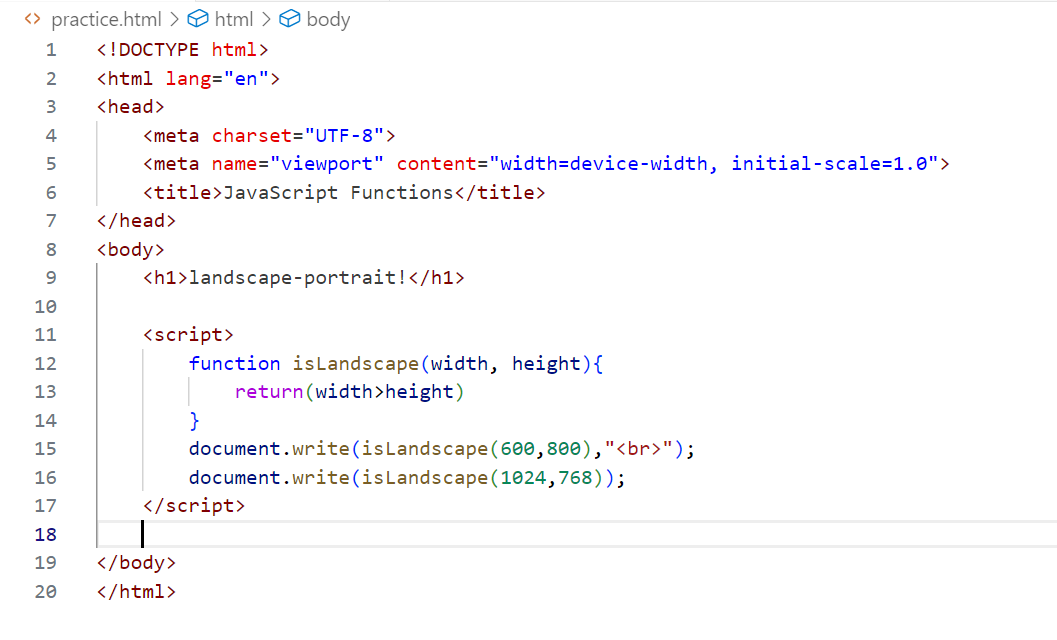 practice.html > html > body
1 <!DOCTYPE html>
2 <html lang="en">
3 <head>
4     <meta charset="UTF-8">
5     <meta name="viewport" content="width=device-width, initial-scale=1.0">
6     <title>JavaScript Functions</title>
7 </head>
8 <body>
9     <h1>landscape-portrait!</h1>
10
11     <script>
12         function isLandscape(width, height){
13             return(width>height)
14         }
15         document.write(isLandscape(600,800),"<br>");
16         document.write(isLandscape(1024,768));
17     </script>
18
19 </body>
20 </html>